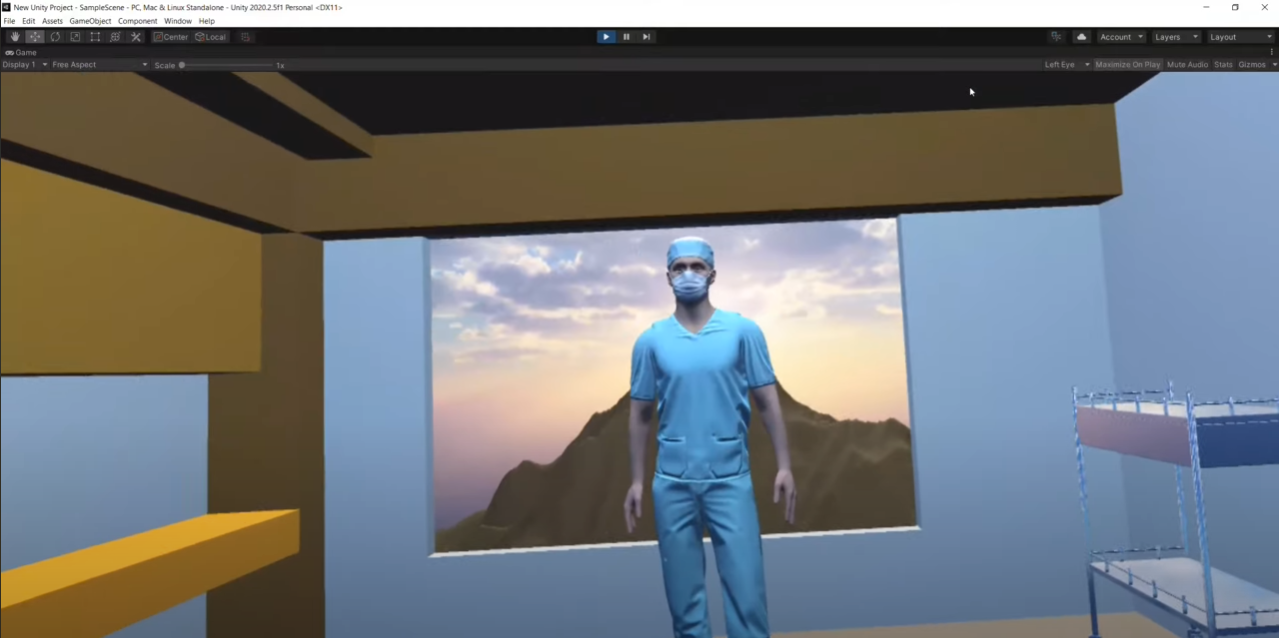 New Unity Project - SampleScene - PC, Mac & Linux Standalone - Unity 2020.2.5f1 Personal <DX11>
File Edit Assets GameObject Component Window Help
Center Local Account Layers Layout
Game
Display 1 Free Aspect Scale 1x Left Eye Maximize On Play Mute Audio Stats Gizmos